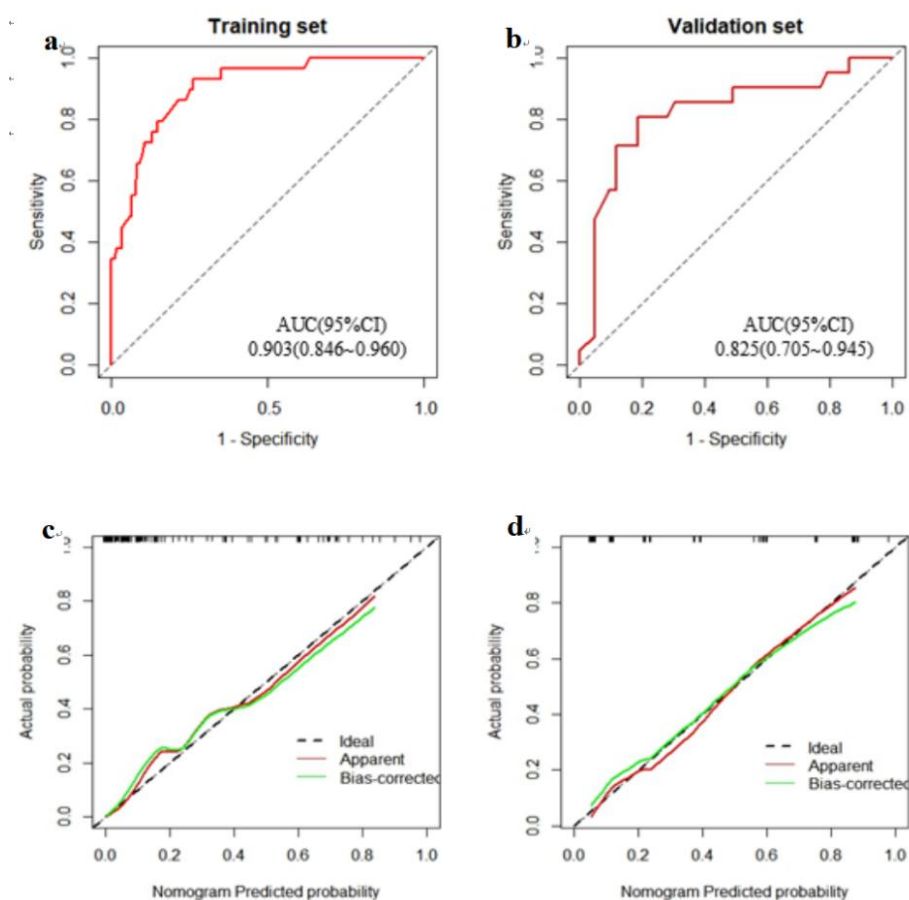 a
Training set
1.0
0.8
0.6
0.4
0.2
0.0
Sensitivity
AUC(95%CI)
0.903(0.846~0.960)
0.0 0.5 1.0
1 - Specificity
b
Validation set
1.0
0.8
0.6
0.4
0.2
0.0
Sensitivity
AUC(95%CI)
0.825(0.705~0.945)
0.0 0.2 0.4 0.6 0.8 1.0
1 - Specificity
c
0.8
0.6
0.4
0.2
0.0
Actual probability
Ideal
Apparent
Bias-corrected
0.0 0.2 0.4 0.6 0.8 1.0
Nomogram Predicted probability
d
0.8
0.6
0.4
0.2
0.0
Actual probability
Ideal
Apparent
Bias-corrected
0.0 0.2 0.4 0.6 0.8 1.0
Nomogram Predicted probability